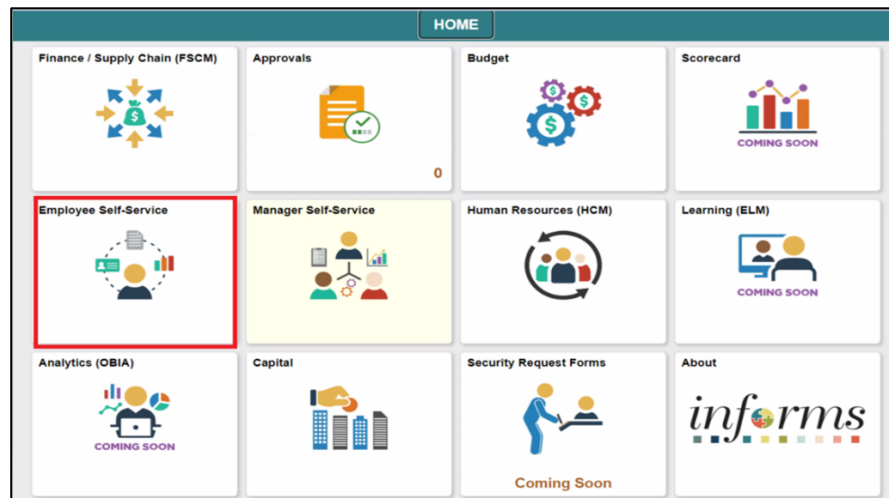 HOME
Finance / Supply Chain (FSCM)
Approvals
Budget
Scorecard
COMING SOON
0
Employee Self-Service
Manager Self-Service
Human Resources (HCM)
Learning (ELM)
COMING SOON
Analytics (OBIA)
Capital
Security Request Forms
About
COMING SOON
informs
Coming Soon